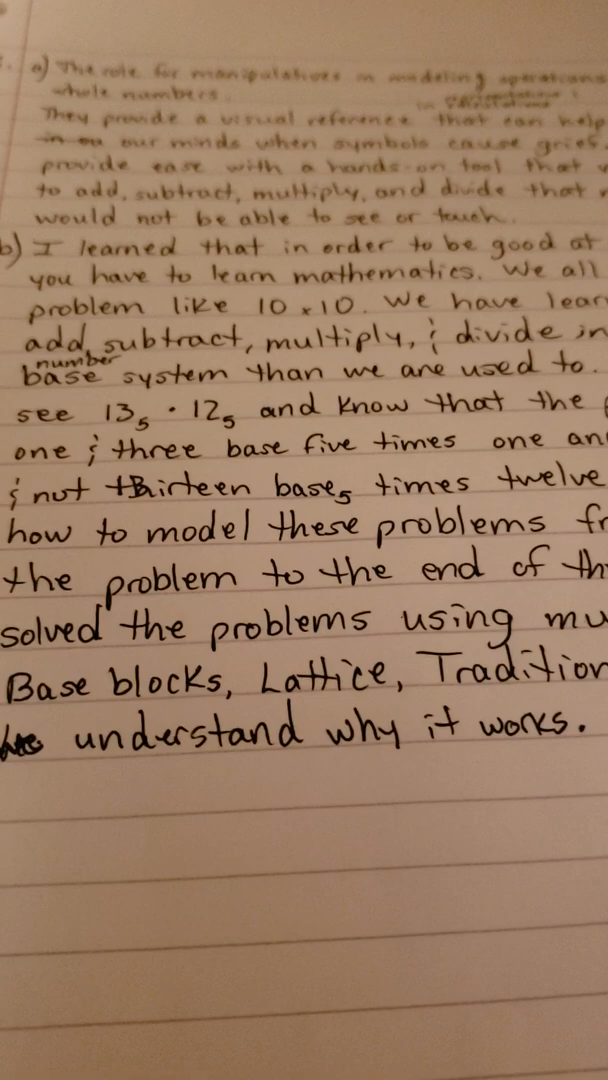 a) The role for manipulatives in modeling operations
whole numbers.
They provide a visual reference that can help
our minds when symbols cause grief.
provide ease with a hands-on tool that
to add, subtract, multiply, and divide that
would not be able to see or touch.
b) I learned that in order to be good at
you have to learn mathematics. We all
problem like 10 × 10. We have lear
add, subtract, multiply, & divide in
number
base system than we are used to.
see 13₅ · 12₅ and know that the
one & three base five times one an
& not thirteen base₅ times twelve
how to model these problems fr
the problem to the end of th
solved the problems using mu
Base blocks, Lattice, Tradition
understand why it works.